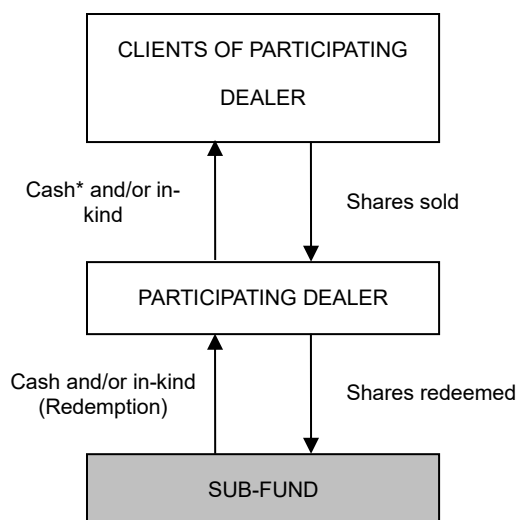 CLIENTS OF PARTICIPATING
DEALER
Cash* and/or in-
kind
Shares sold
PARTICIPATING DEALER
Cash and/or in-kind
(Redemption)
Shares redeemed
SUB-FUND